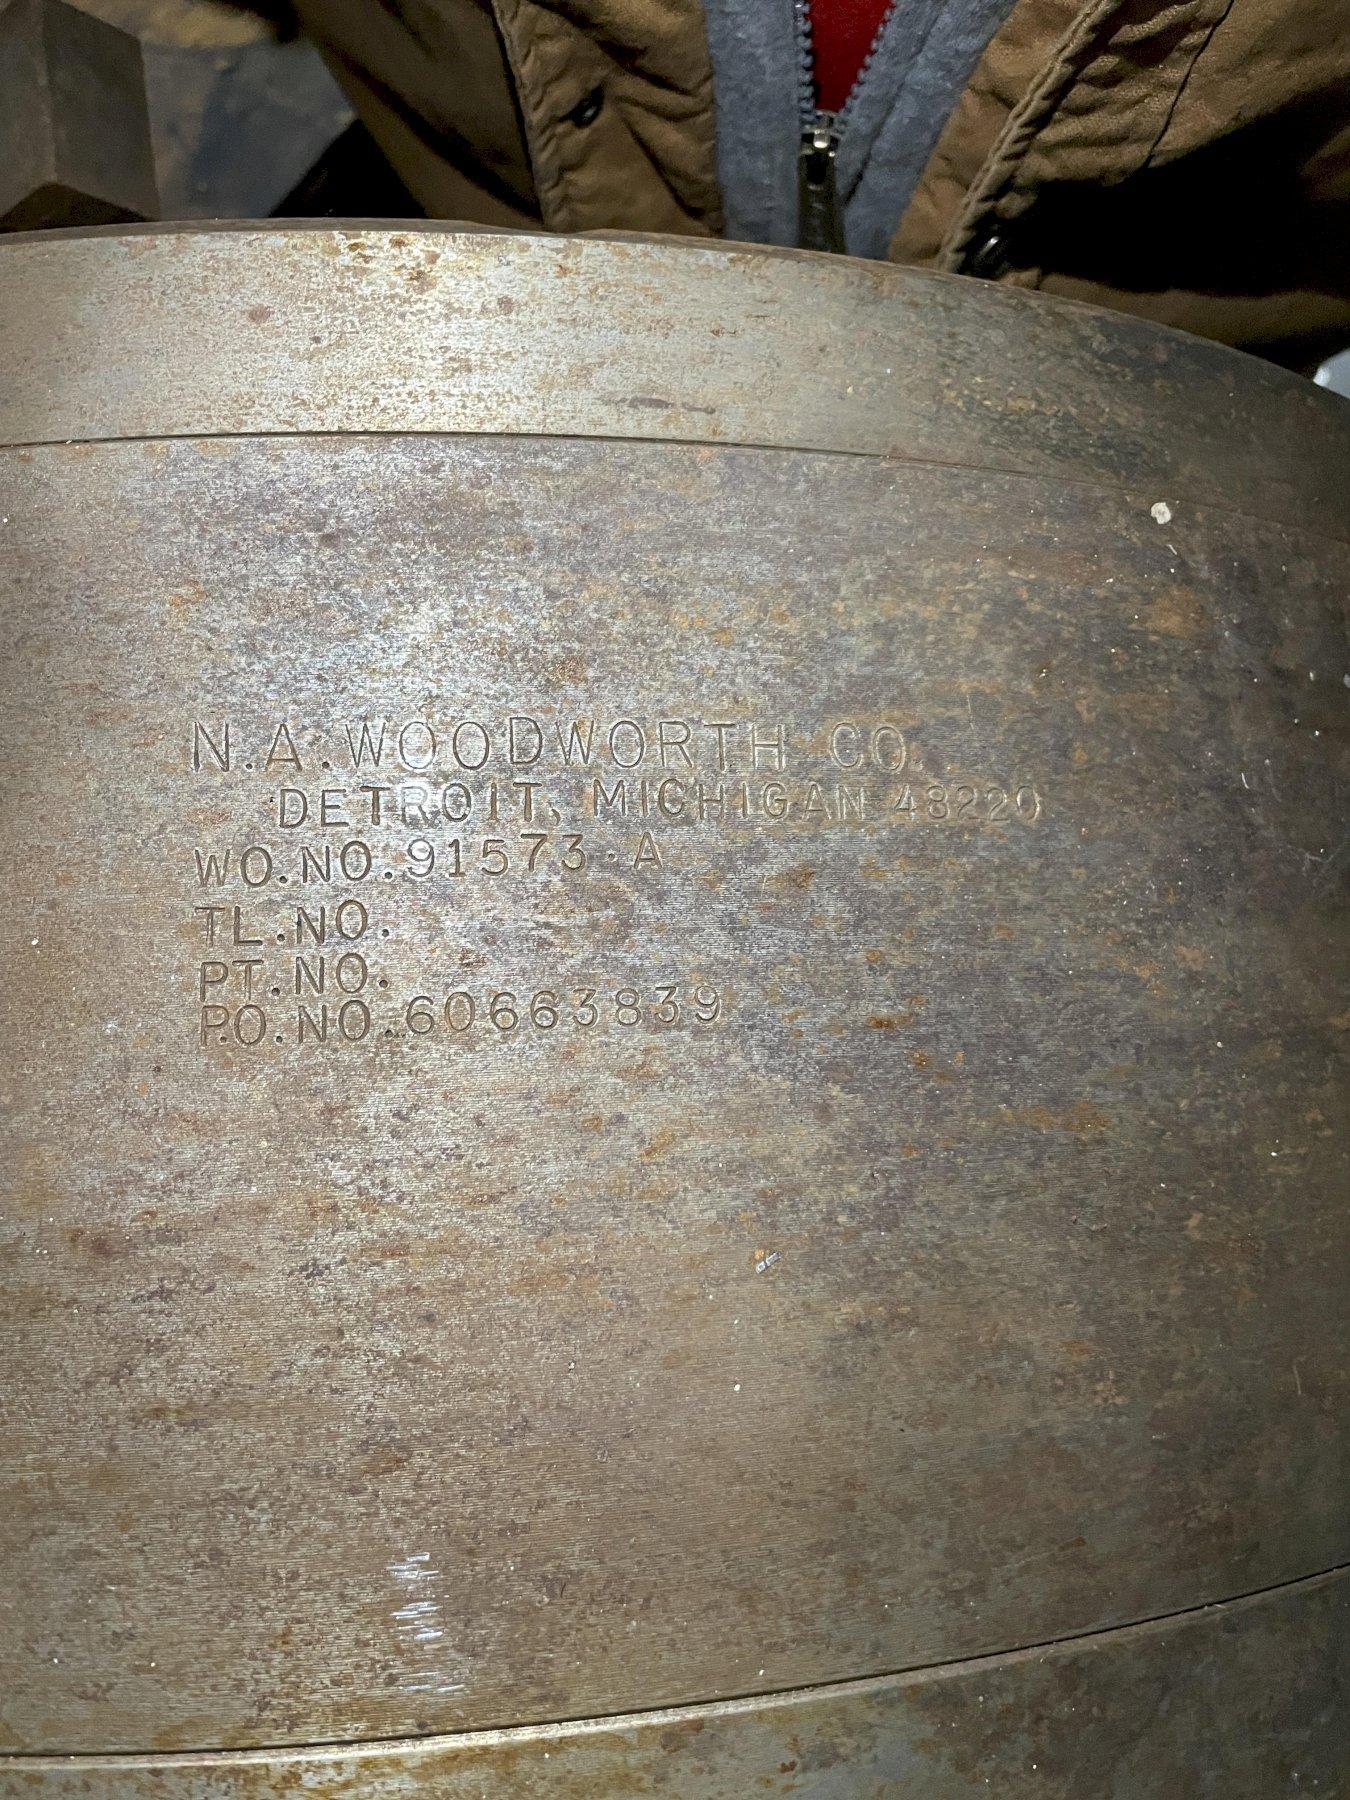 N.A.WOODWORTH CO.
DETROIT, MICHIGAN 48220
WO.NO.91573-A
TL.NO.
PT.NO.
P.O.NO.60663839